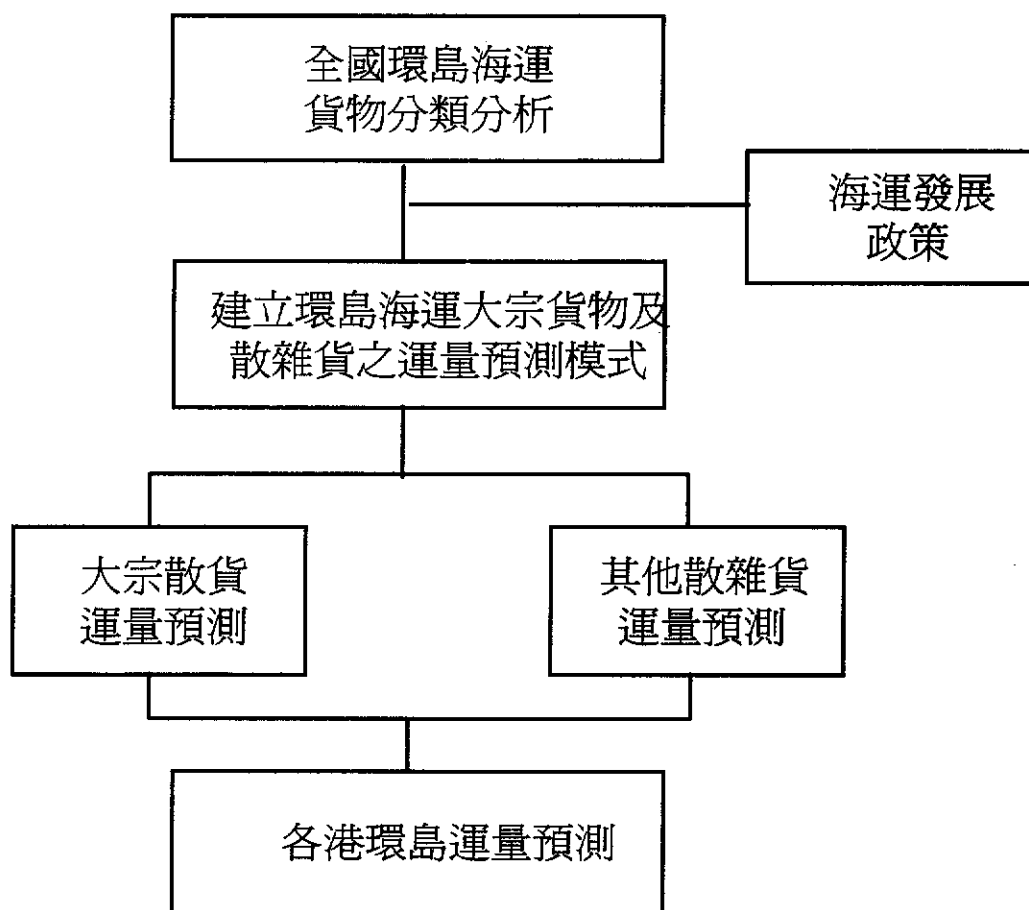 全國環島海運
貨物分類分析
海運發展
政策
建立環島海運大宗貨物及
散雜貨之運量預測模式
大宗散貨
運量預測
其他散雜貨
運量預測
各港環島運量預測